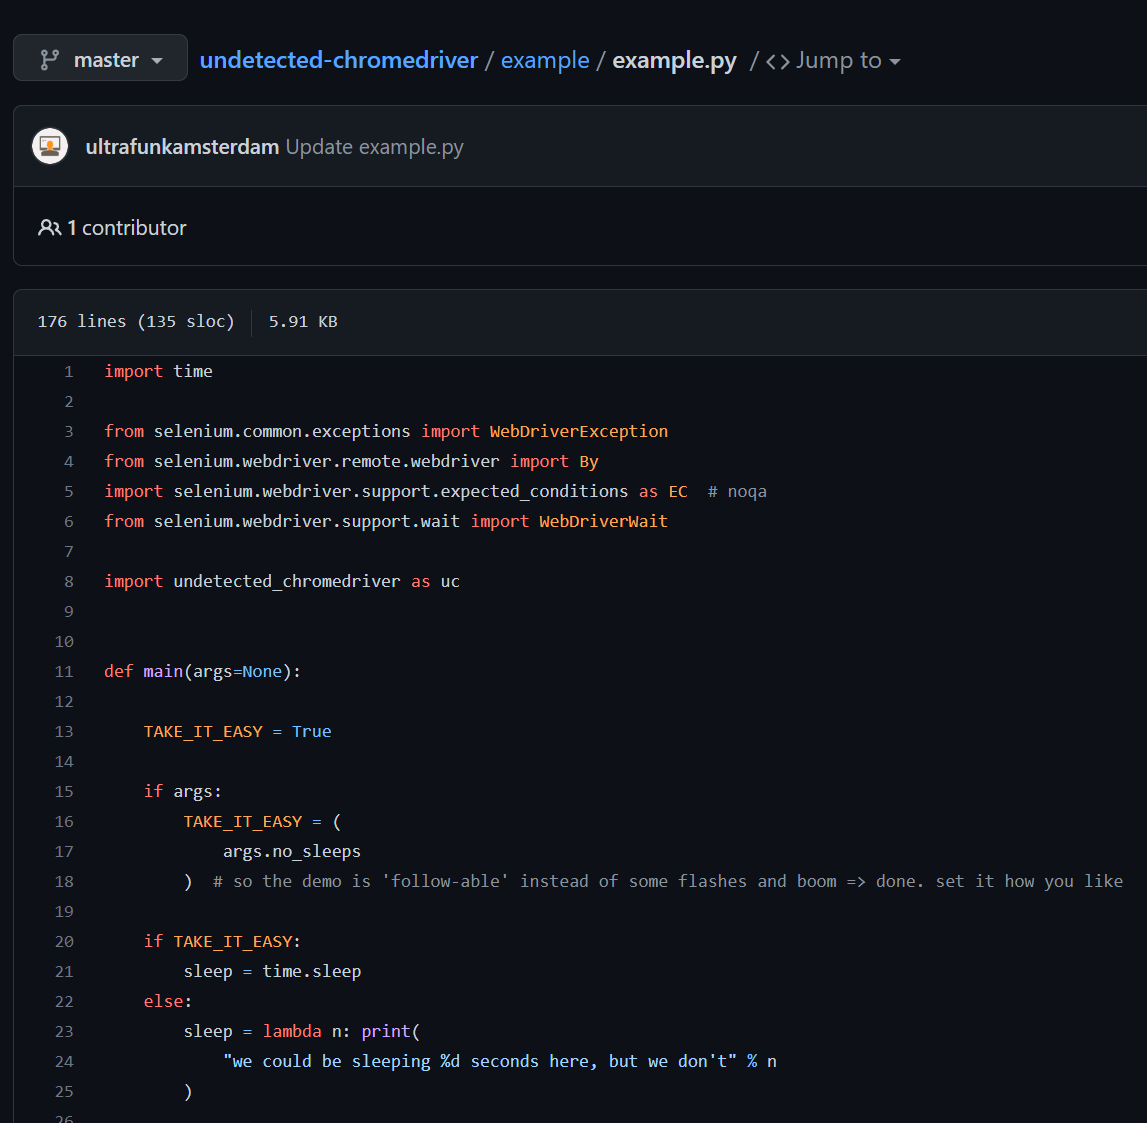 master undetected-chromedriver / example / example.py / <> Jump to
ultrafunkamsterdam Update example.py
1 contributor
176 lines (135 sloc) 5.91 KB
1 import time
2
3 from selenium.common.exceptions import WebDriverException
4 from selenium.webdriver.remote.webdriver import By
5 import selenium.webdriver.support.expected_conditions as EC  # noqa
6 from selenium.webdriver.support.wait import WebDriverWait
7
8 import undetected_chromedriver as uc
9
10
11 def main(args=None):
12
13     TAKE_IT_EASY = True
14
15     if args:
16         TAKE_IT_EASY = (
17             args.no_sleeps
18         )  # so the demo is 'follow-able' instead of some flashes and boom => done. set it how you like
19
20     if TAKE_IT_EASY:
21         sleep = time.sleep
22     else:
23         sleep = lambda n: print(
24             "we could be sleeping %d seconds here, but we don't" % n
25         )
26